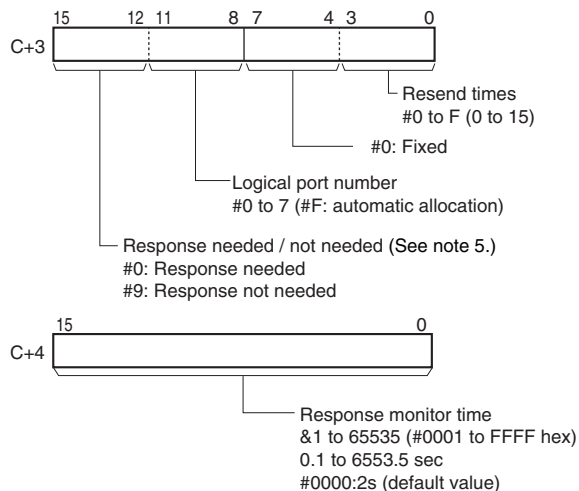 15 12 11 8 7 4 3 0
C+3
Resend times
#0 to F (0 to 15)
#0: Fixed
Logical port number
#0 to 7 (#F: automatic allocation)
Response needed / not needed (See note 5.)
#0: Response needed
#9: Response not needed
15 0
C+4
Response monitor time
&1 to 65535 (#0001 to FFFF hex)
0.1 to 6553.5 sec
#0000:2s (default value)